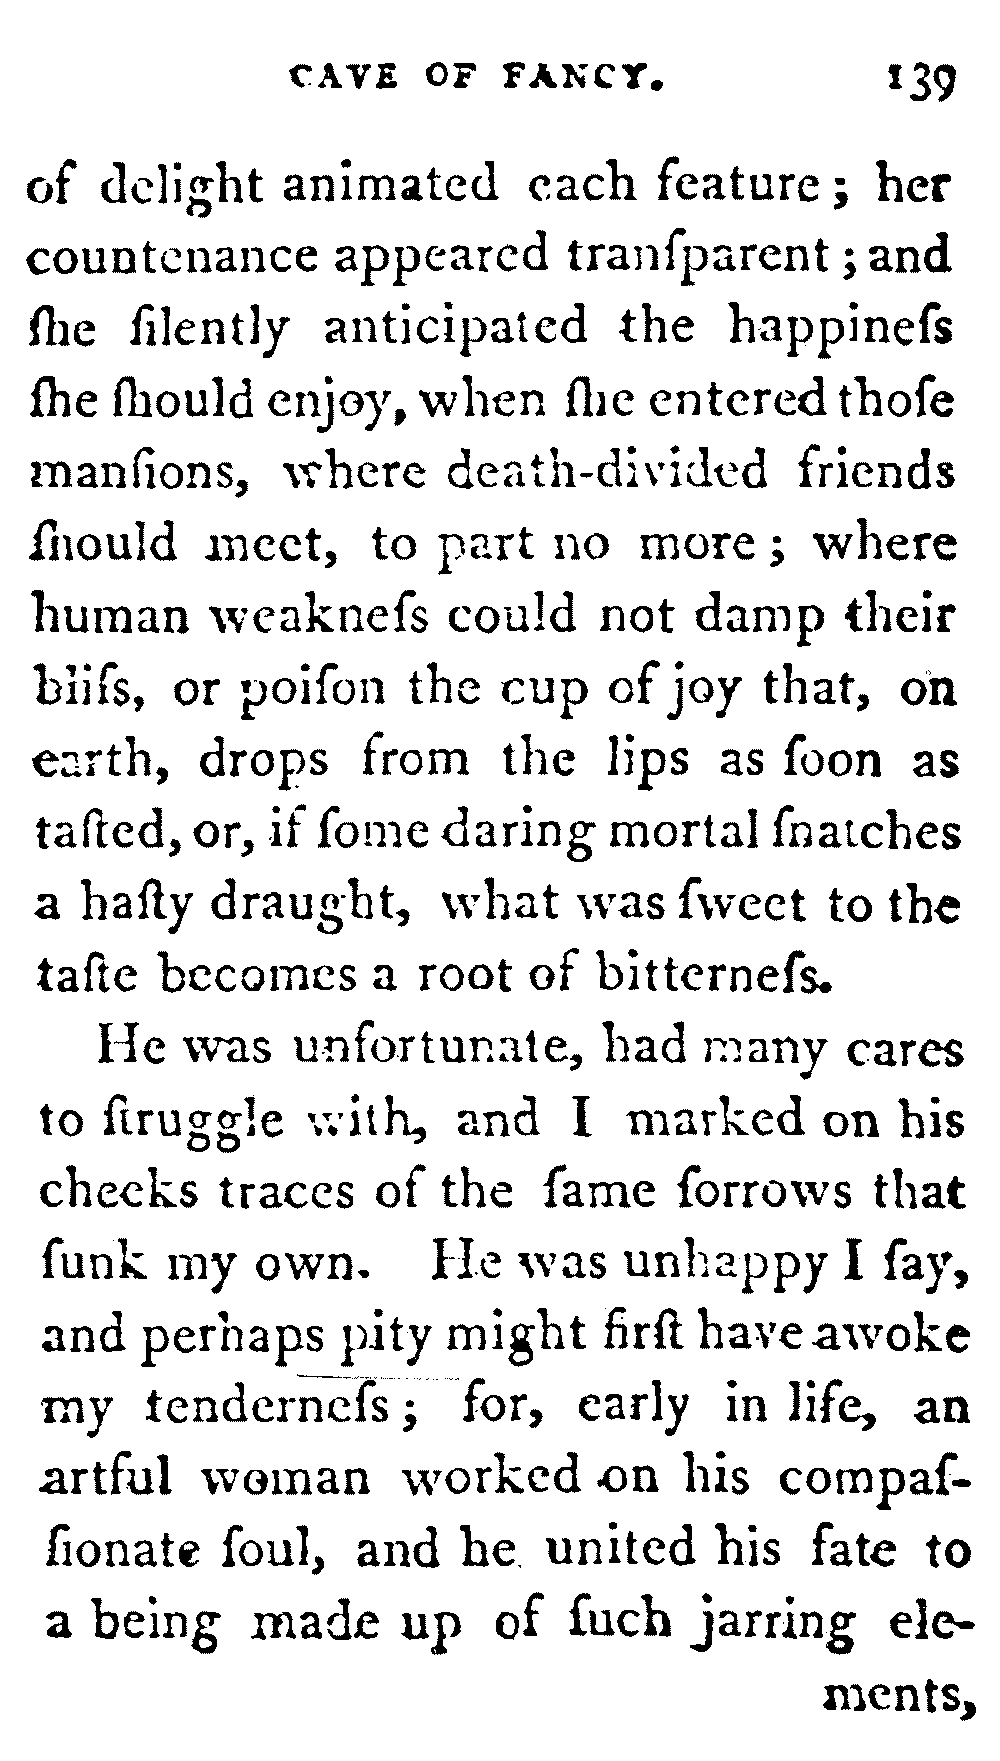 CAVE OF FANCY. 139
of delight animated each feature; her
countenance appeared tranſparent; and
ſhe ſilently anticipated the happineſs
ſhe ſhould enjoy, when ſhe entered thoſe
manſions, where death-divided friends
ſhould meet, to part no more; where
human weakneſs could not damp their
bliſs, or poiſon the cup of joy that, on
earth, drops from the lips as ſoon as
taſted, or, if ſome daring mortal ſnatches
a haſty draught, what was ſweet to the
taſte becomes a root of bitterneſs.
He was unfortunate, had many cares
to ſtruggle with, and I marked on his
cheeks traces of the ſame ſorrows that
ſunk my own. He was unhappy I ſay,
and perhaps pity might firſt have awoke
my tenderneſs; for, early in life, an
artful woman worked on his compaſ-
ſionate ſoul, and he united his fate to
a being made up of ſuch jarring ele-
ments,